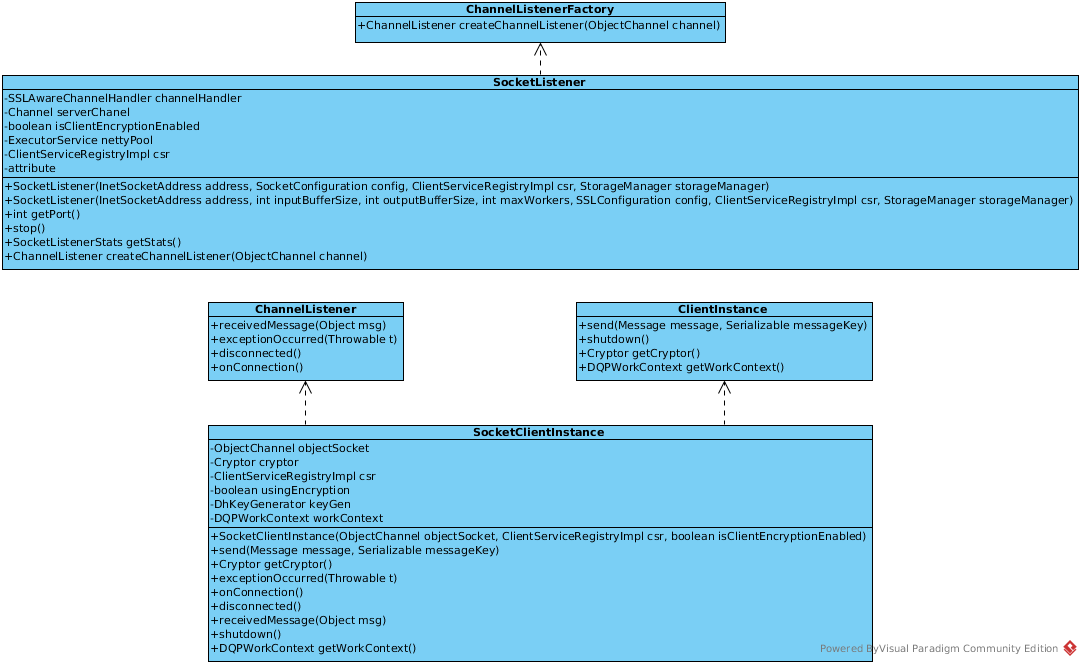 ChannelListenerFactory
+ChannelListener createChannelListener(ObjectChannel channel)
SocketListener
-SSLAwareChannelHandler channelHandler
-Channel serverChanel
-boolean isClientEncryptionEnabled
-ExecutorService nettyPool
-ClientServiceRegistryImpl csr
-attribute
+SocketListener(InetSocketAddress address, SocketConfiguration config, ClientServiceRegistryImpl csr, StorageManager storageManager)
+SocketListener(InetSocketAddress address, int inputBufferSize, int outputBufferSize, int maxWorkers, SSLConfiguration config, ClientServiceRegistryImpl csr, StorageManager storageManager)
+int getPort()
+stop()
+SocketListenerStats getStats()
+ChannelListener createChannelListener(ObjectChannel channel)
ChannelListener
+receivedMessage(Object msg)
+exceptionOccurred(Throwable t)
+disconnected()
+onConnection()
ClientInstance
+send(Message message, Serializable messageKey)
+shutdown()
+Cryptor getCryptor()
+DQPWorkContext getWorkContext()
SocketClientInstance
-ObjectChannel objectSocket
-Cryptor cryptor
-ClientServiceRegistryImpl csr
-boolean usingEncryption
-DhKeyGenerator keyGen
-DQPWorkContext workContext
+SocketClientInstance(ObjectChannel objectSocket, ClientServiceRegistryImpl csr, boolean isClientEncryptionEnabled)
+send(Message message, Serializable messageKey)
+Cryptor getCryptor()
+exceptionOccurred(Throwable t)
+onConnection()
+disconnected()
+receivedMessage(Object msg)
+shutdown()
+DQPWorkContext getWorkContext()
Powered ByVisual Paradigm Community Edition